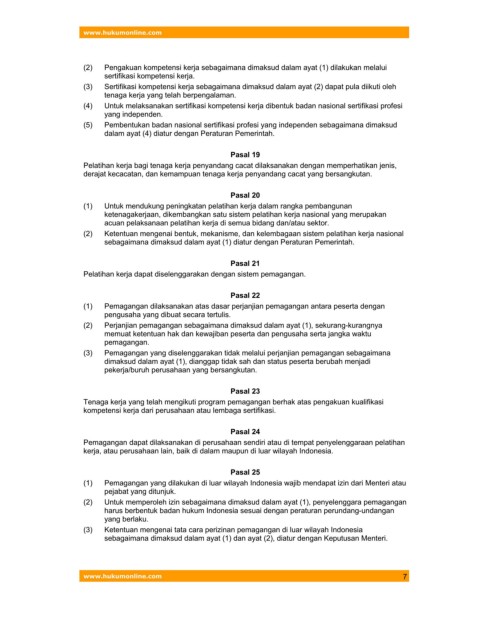 www.hukumonline.com
(2) Pengakuan kompetensi kerja sebagaimana dimaksud dalam ayat (1) dilakukan melalui
sertifikasi kompetensi kerja.
(3) Sertifikasi kompetensi kerja sebagaimana dimaksud dalam ayat (2) dapat pula diikuti oleh
tenaga kerja yang telah berpengalaman.
(4) Untuk melaksanakan sertifikasi kompetensi kerja dibentuk badan nasional sertifikasi profesi
yang independen.
(5) Pembentukan badan nasional sertifikasi profesi yang independen sebagaimana dimaksud
dalam ayat (4) diatur dengan Peraturan Pemerintah.
Pasal 19
Pelatihan kerja bagi tenaga kerja penyandang cacat dilaksanakan dengan memperhatikan jenis,
derajat kecacatan, dan kemampuan tenaga kerja penyandang cacat yang bersangkutan.
Pasal 20
(1) Untuk mendukung peningkatan pelatihan kerja dalam rangka pembangunan
ketenagakerjaan, dikembangkan satu sistem pelatihan kerja nasional yang merupakan
acuan pelaksanaan pelatihan kerja di semua bidang dan/atau sektor.
(2) Ketentuan mengenai bentuk, mekanisme, dan kelembagaan sistem pelatihan kerja nasional
sebagaimana dimaksud dalam ayat (1) diatur dengan Peraturan Pemerintah.
Pasal 21
Pelatihan kerja dapat diselenggarakan dengan sistem pemagangan.
Pasal 22
(1) Pemagangan dilaksanakan atas dasar perjanjian pemagangan antara peserta dengan
pengusaha yang dibuat secara tertulis.
(2) Perjanjian pemagangan sebagaimana dimaksud dalam ayat (1), sekurang-kurangnya
memuat ketentuan hak dan kewajiban peserta dan pengusaha serta jangka waktu
pemagangan.
(3) Pemagangan yang diselenggarakan tidak melalui perjanjian pemagangan sebagaimana
dimaksud dalam ayat (1), dianggap tidak sah dan status peserta berubah menjadi
pekerja/buruh perusahaan yang bersangkutan.
Pasal 23
Tenaga kerja yang telah mengikuti program pemagangan berhak atas pengakuan kualifikasi
kompetensi kerja dari perusahaan atau lembaga sertifikasi.
Pasal 24
Pemagangan dapat dilaksanakan di perusahaan sendiri atau di tempat penyelenggaraan pelatihan
kerja, atau perusahaan lain, baik di dalam maupun di luar wilayah Indonesia.
Pasal 25
(1) Pemagangan yang dilakukan di luar wilayah Indonesia wajib mendapat izin dari Menteri atau
pejabat yang ditunjuk.
(2) Untuk memperoleh izin sebagaimana dimaksud dalam ayat (1), penyelenggara pemagangan
harus berbentuk badan hukum Indonesia sesuai dengan peraturan perundang-undangan
yang berlaku.
(3) Ketentuan mengenai tata cara perizinan pemagangan di luar wilayah Indonesia
sebagaimana dimaksud dalam ayat (1) dan ayat (2), diatur dengan Keputusan Menteri.
www.hukumonline.com 7